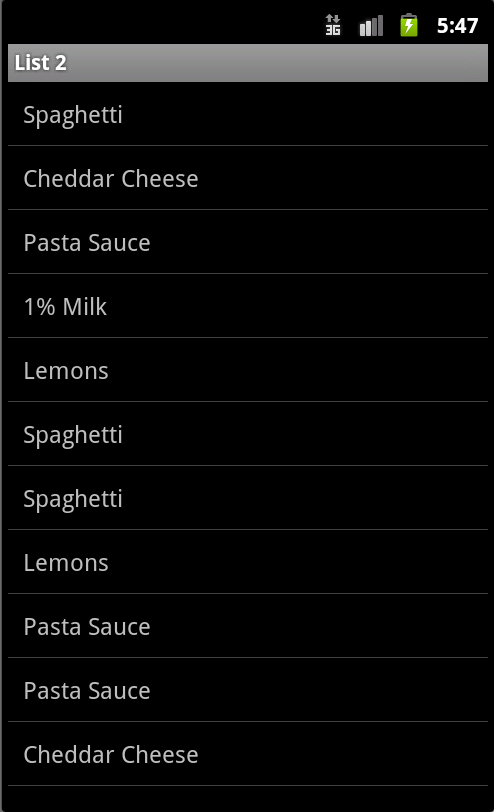 3G 5:47
List 2
Spaghetti
Cheddar Cheese
Pasta Sauce
1% Milk
Lemons
Spaghetti
Spaghetti
Lemons
Pasta Sauce
Pasta Sauce
Cheddar Cheese